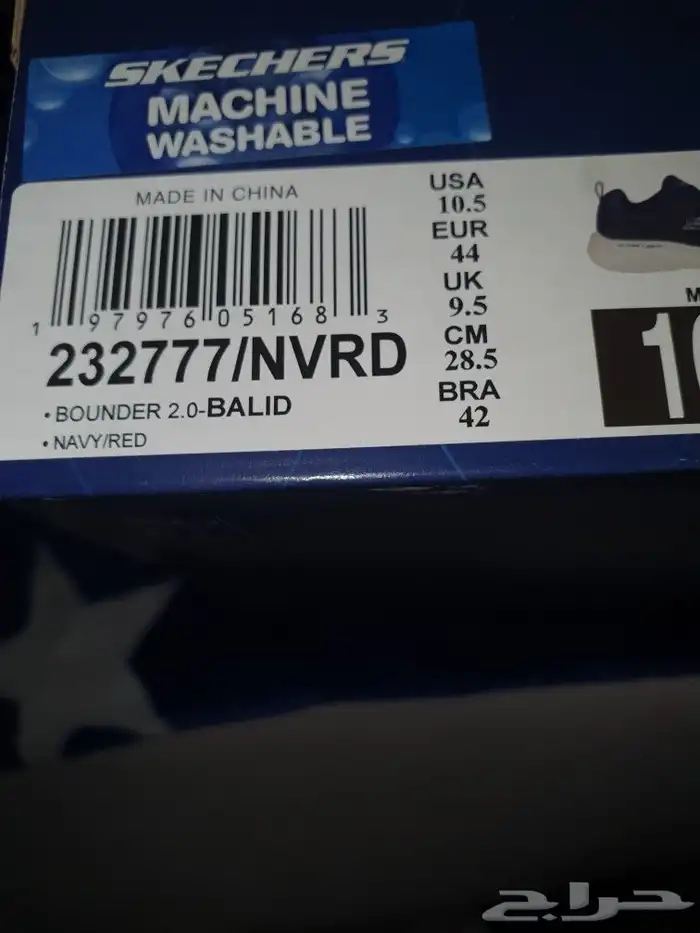 SKECHERS
MACHINE
WASHABLE
MADE IN CHINA
1 97976 05168 3
232777/NVRD
• BOUNDER 2.0-BALID
• NAVY/RED
USA
10.5
EUR
44
UK
9.5
CM
28.5
BRA
42
M
حراج